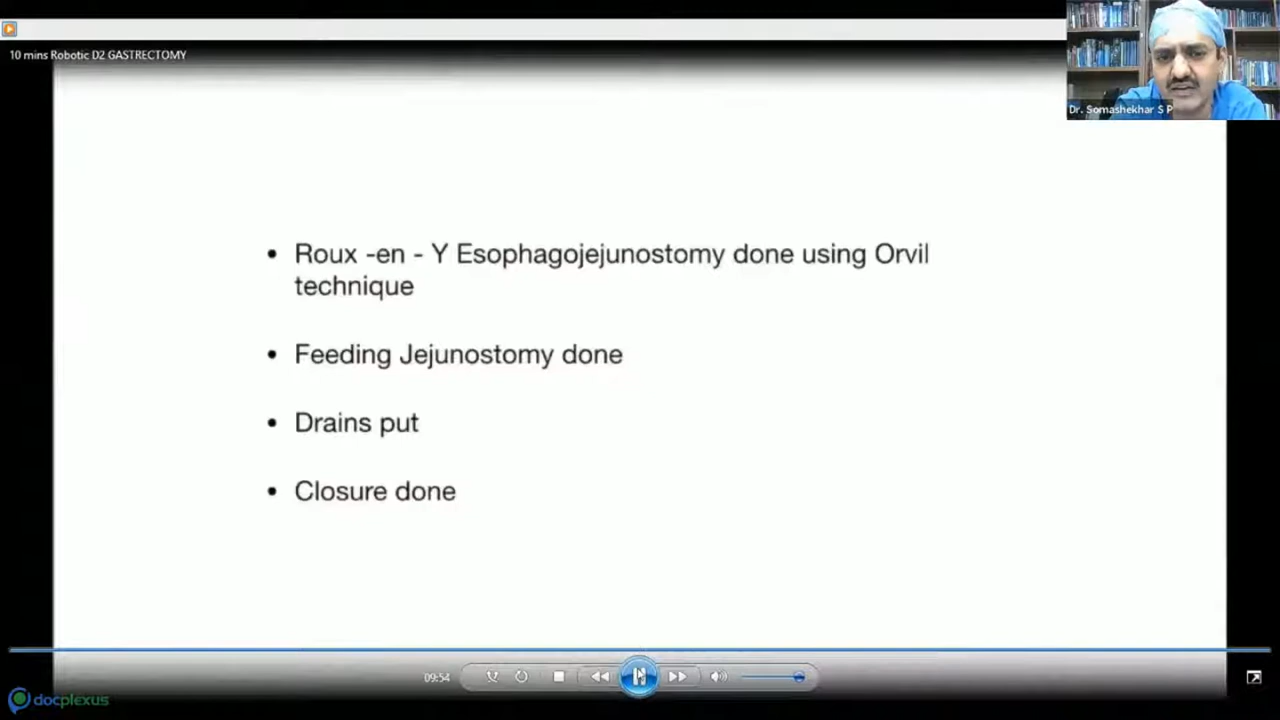 10 mins Robotic D2 GASTRECTOMY
Dr. Somashekhar S P
• Roux -en - Y Esophagojejunostomy done using Orvil
technique
• Feeding Jejunostomy done
• Drains put
• Closure done
09:54
docplexus